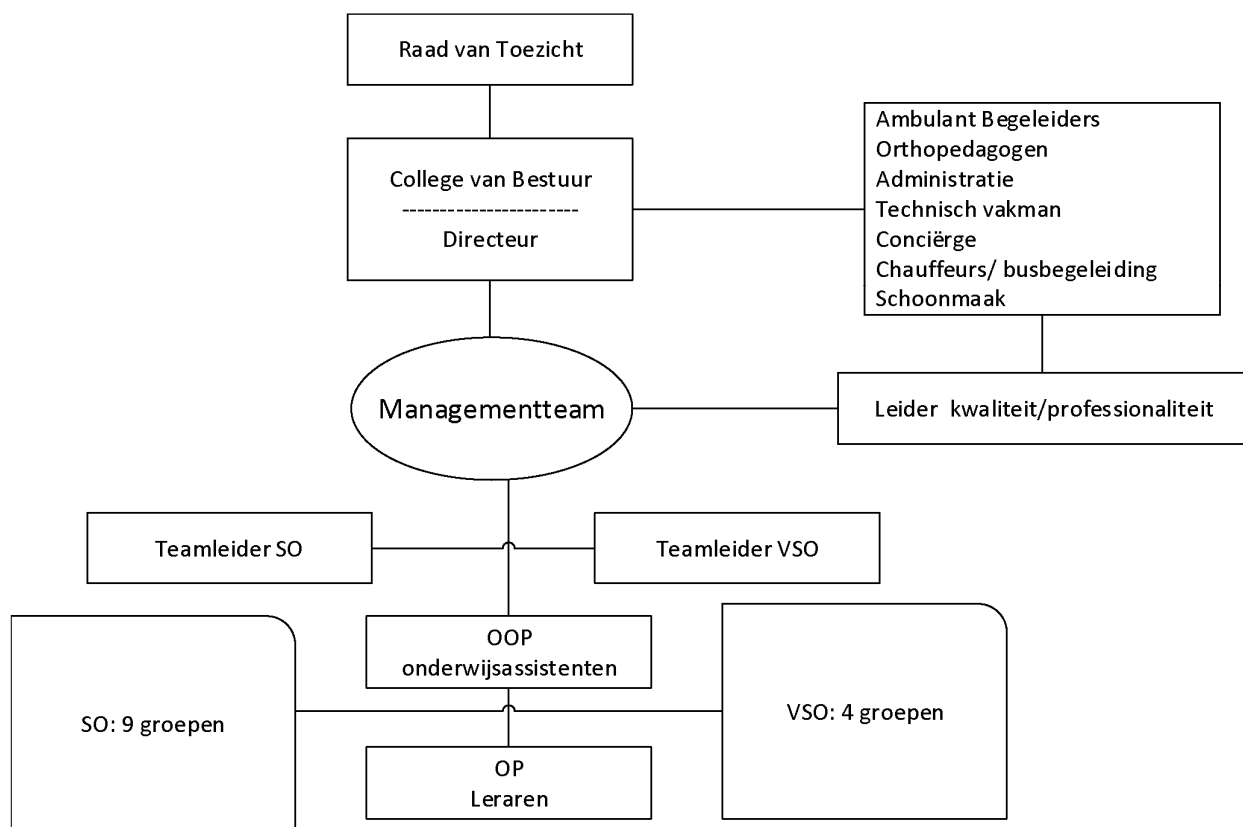 Raad van Toezicht
College van Bestuur
------------------------
Directeur
Ambulant Begeleiders
Orthopedagogen
Administratie
Technisch vakman
Conciërge
Chauffeurs/ busbegeleiding
Schoonmaak
Managementteam
Leider kwaliteit/professionaliteit
Teamleider SO
Teamleider VSO
OOP
onderwijsassistenten
SO: 9 groepen
VSO: 4 groepen
OP
Leraren